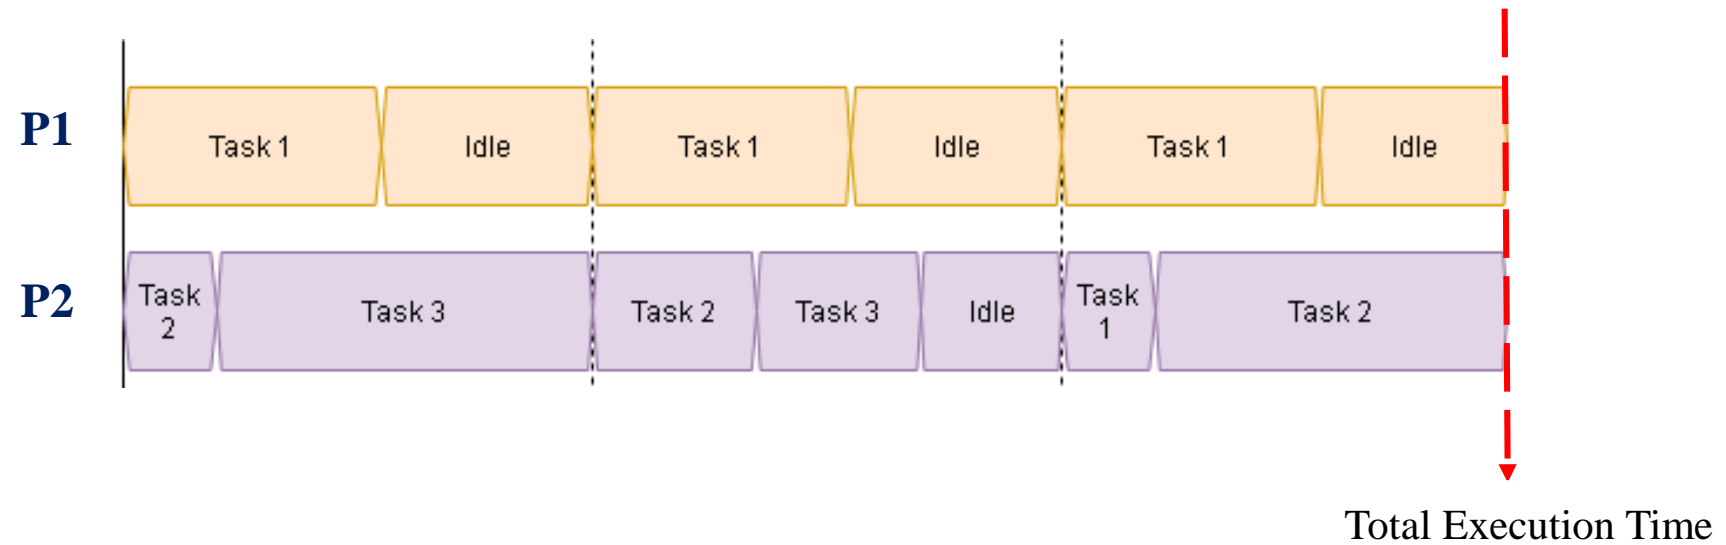 P1
Task 1
Idle
Task 1
Idle
Task 1
Idle
P2
Task
2
Task 3
Task 2
Task 3
Idle
Task
1
Task 2
Total Execution Time